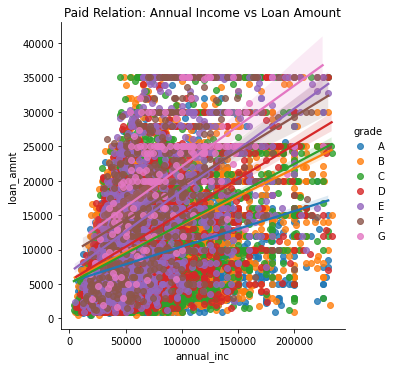 Paid Relation: Annual Income vs Loan Amount
40000
35000
30000
25000
20000
15000
10000
5000
0
loan_amnt
0
50000
100000
150000
200000
annual_inc
grade
A
B
C
D
E
F
G